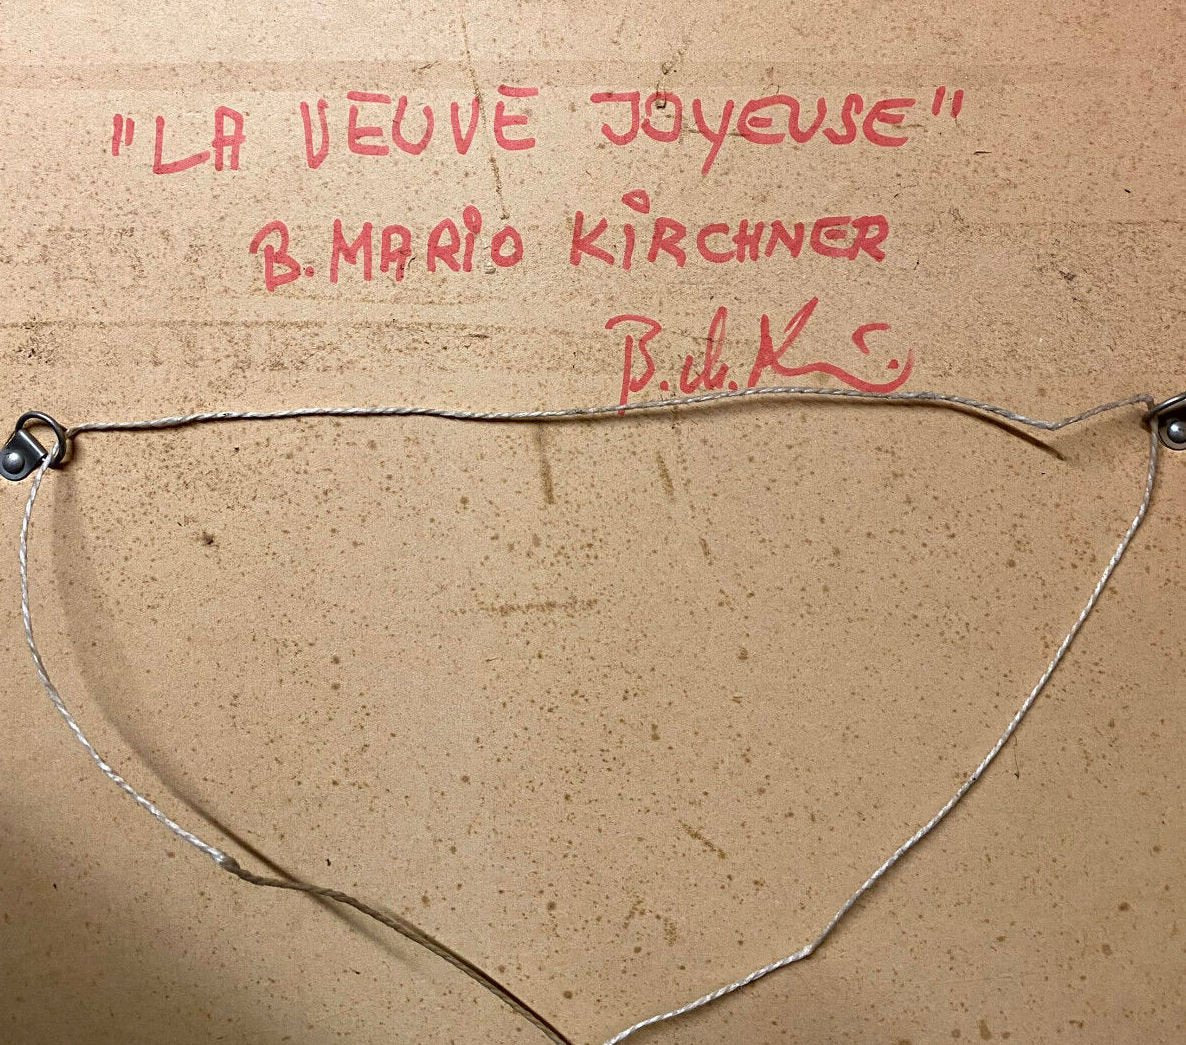 "LA VEUVE JOYEUSE"
B. MARiO KiRCHNER